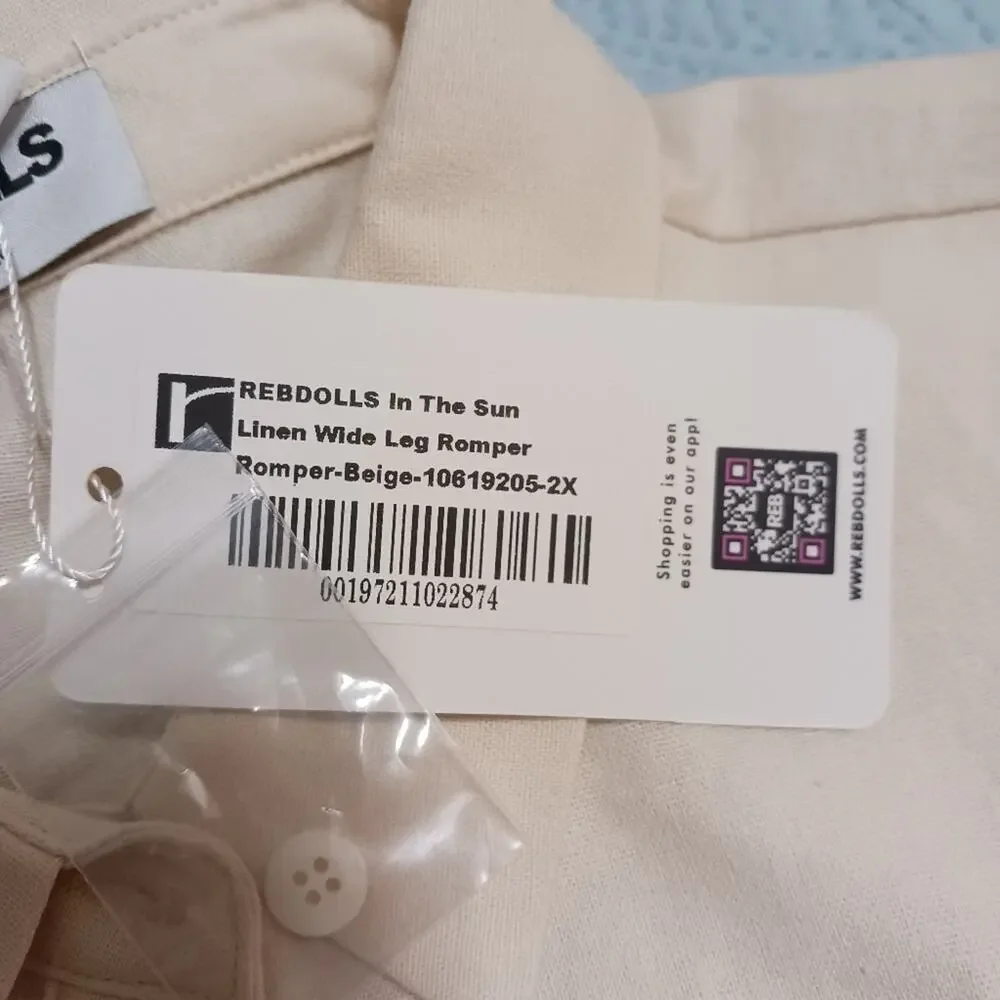 LS
REBDOLLS In The Sun
Linen Wide Leg Romper
Romper-Beige-10619205-2X
00197211022874
Shopping is even
easier on our app!
REB
WWW.REBDOLLS.COM